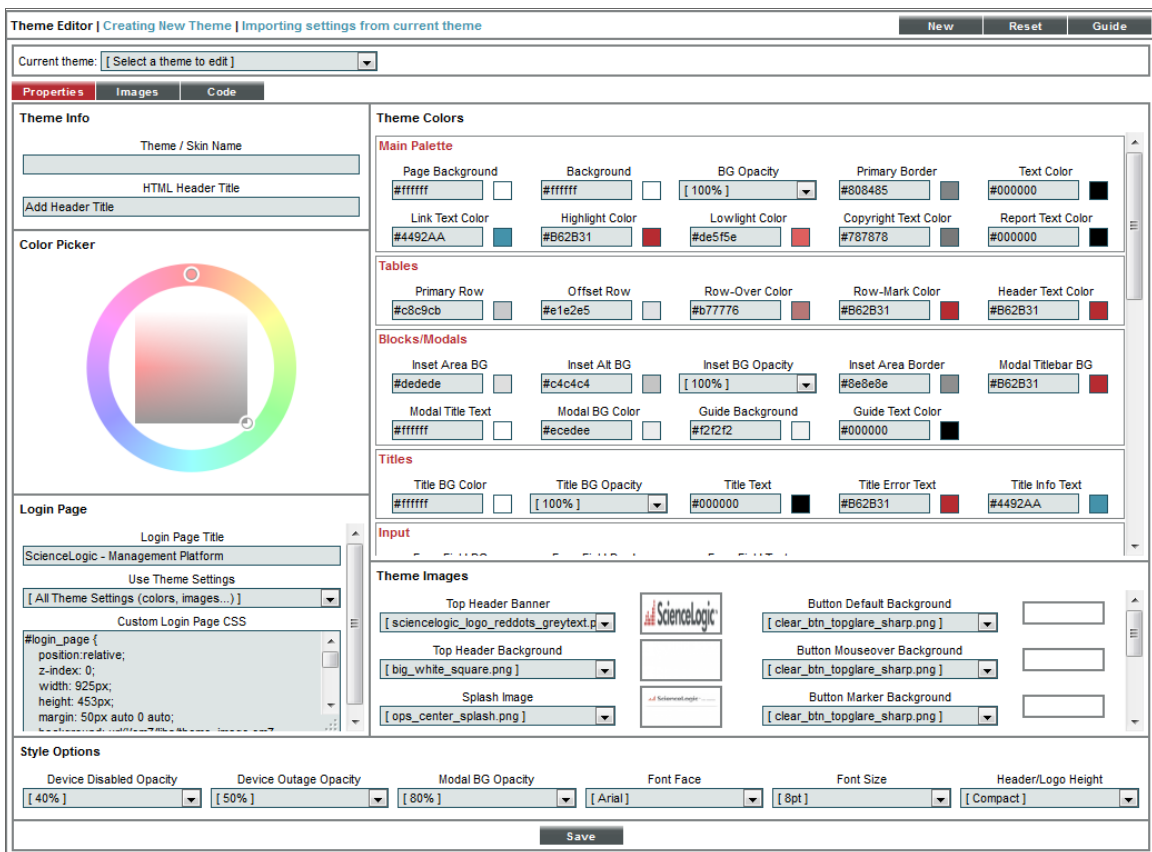 Theme Editor | Creating New Theme | Importing settings from current theme
New Reset Guide
Current theme: [ Select a theme to edit ]
Properties Images Code
Theme Info
Theme / Skin Name
HTML Header Title
Add Header Title
Color Picker
Login Page
Login Page Title
ScienceLogic - Management Platform
Use Theme Settings
[ All Theme Settings (colors, images...) ]
Custom Login Page CSS
#login_page {
position:relative;
z-index: 0;
width: 925px;
height: 453px;
margin: 50px auto 0 auto;
Theme Colors
Main Palette
Page Background Background BG Opacity Primary Border Text Color
#ffffff #ffffff [ 100% ] #808485 #000000
Link Text Color Highlight Color Lowlight Color Copyright Text Color Report Text Color
#4492AA #B62B31 #de5f5e #787878 #000000
Tables
Primary Row Offset Row Row-Over Color Row-Mark Color Header Text Color
#c8c9cb #e1e2e5 #b77776 #B62B31 #B62B31
Blocks/Modals
Inset Area BG Inset Alt BG Inset BG Opacity Inset Area Border Modal Titlebar BG
#dedede #c4c4c4 [ 100% ] #8e8e8e #B62B31
Modal Title Text Modal BG Color Guide Background Guide Text Color
#ffffff #ecedee #f2f2f2 #000000
Titles
Title BG Color Title BG Opacity Title Text Title Error Text Title Info Text
#ffffff [ 100% ] #000000 #B62B31 #4492AA
Input
Theme Images
Top Header Banner ScienceLogic Button Default Background
[ sciencelogic_logo_reddots_greytext.p [ clear_btn_topglare_sharp.png ]
Top Header Background Button Mouseover Background
[ big_white_square.png ] [ clear_btn_topglare_sharp.png ]
Splash Image ScienceLogic Button Marker Background
[ ops_center_splash.png ] [ clear_btn_topglare_sharp.png ]
Style Options
Device Disabled Opacity Device Outage Opacity Modal BG Opacity Font Face Font Size Header/Logo Height
[ 40% ] [ 50% ] [ 80% ] [ Arial ] [ 8pt ] [ Compact ]
Save